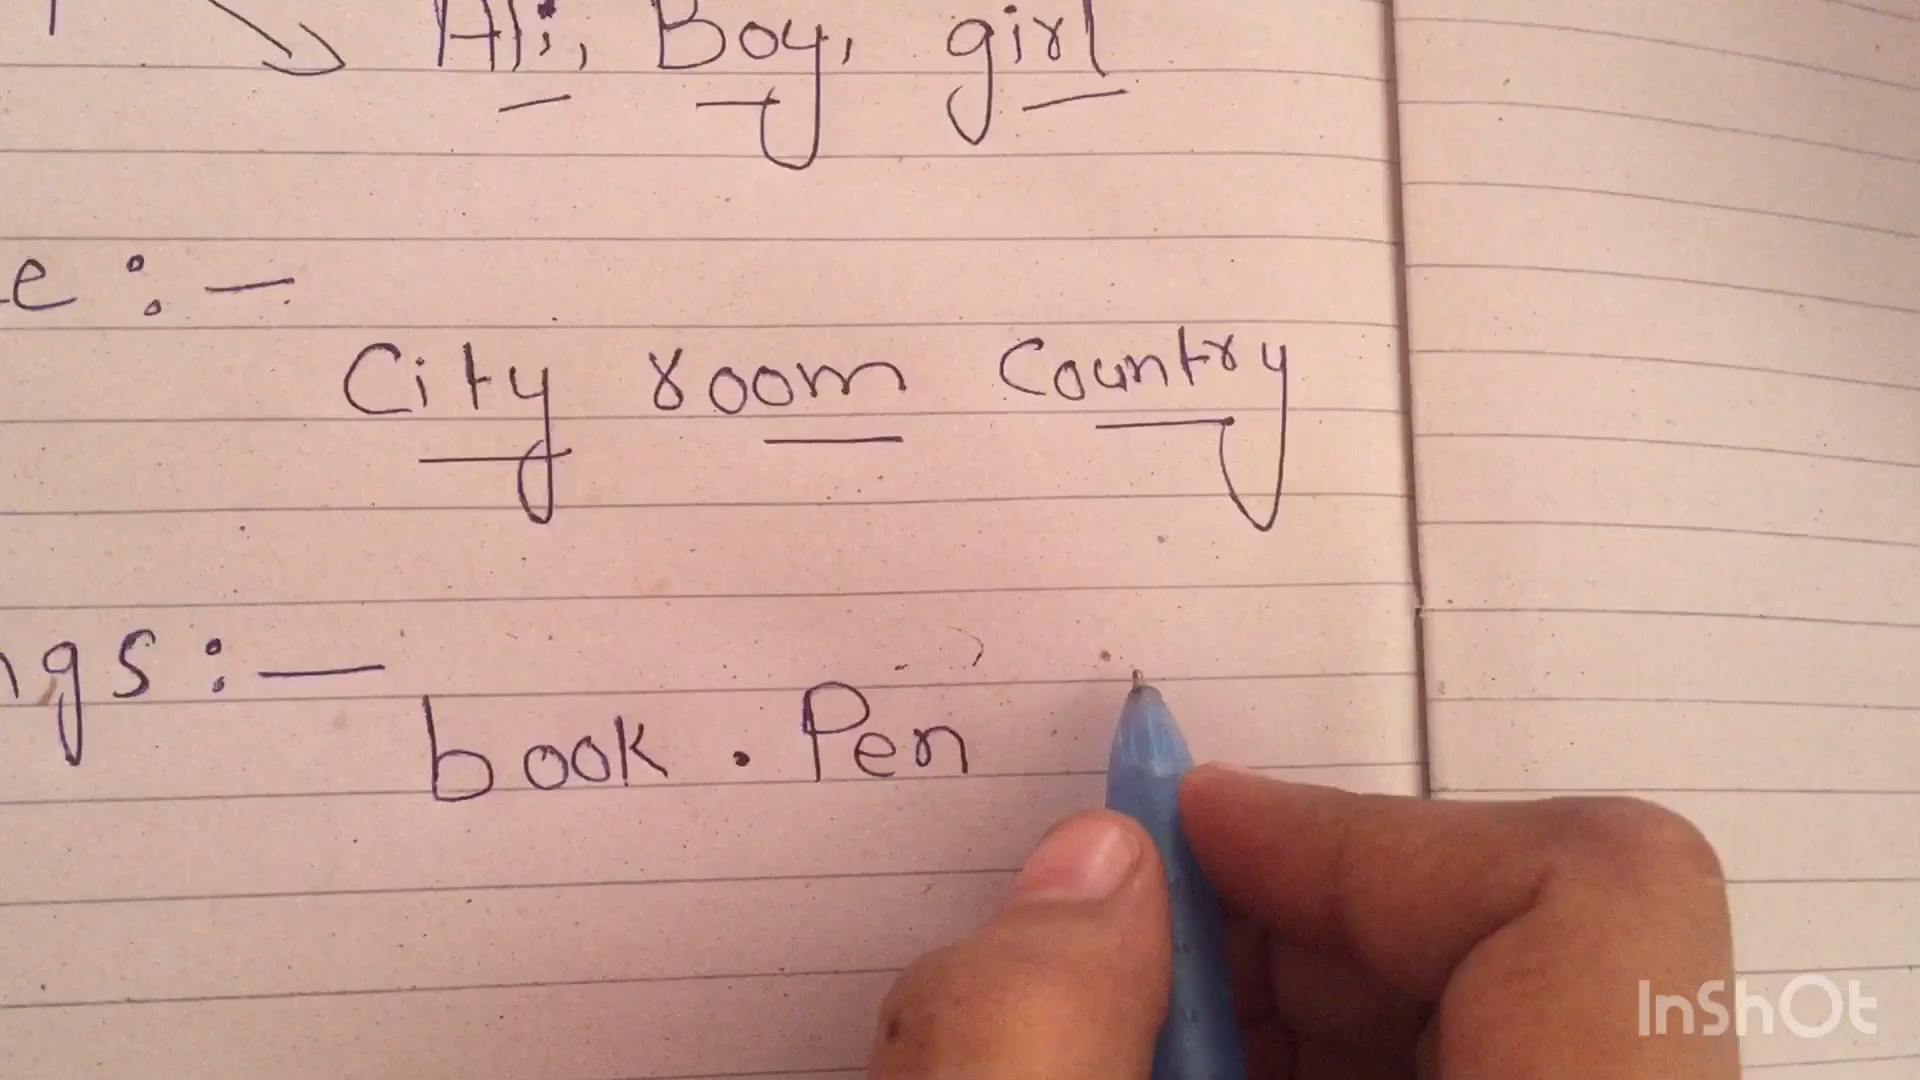 Ali, Boy, girl
e :-
City room Country
ngs :-
book . Pen
InShOt